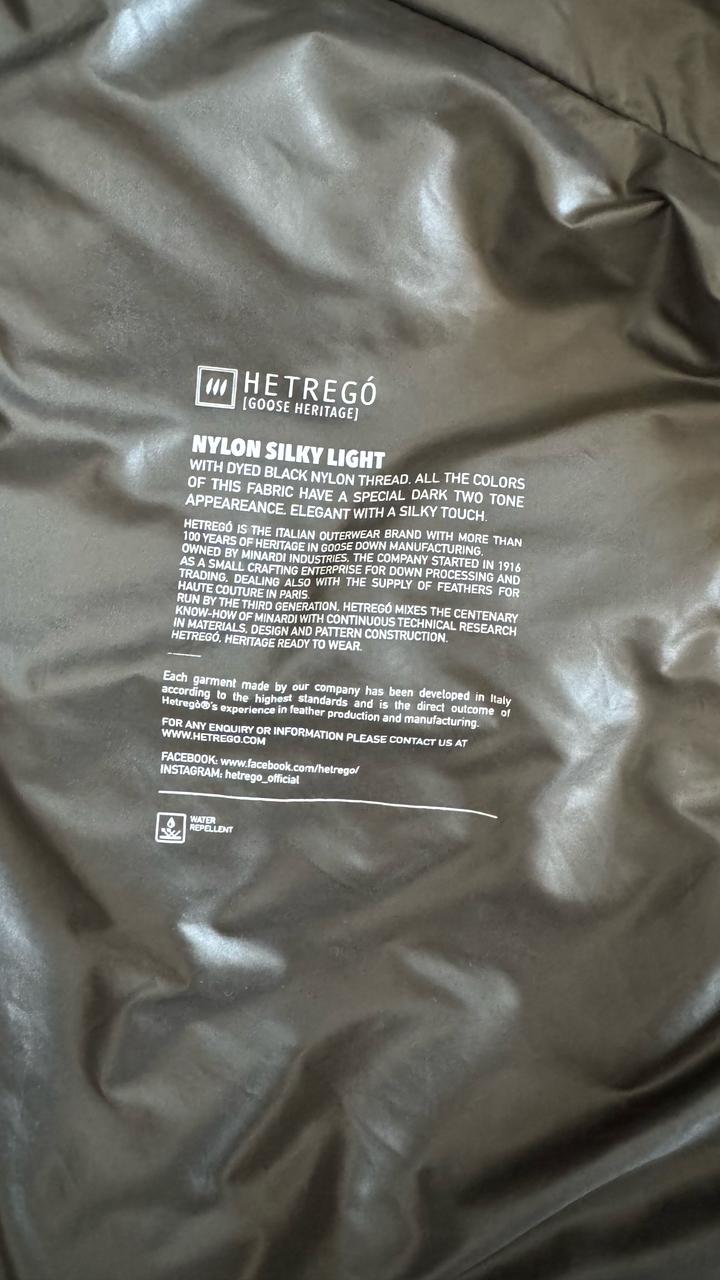 HETREGÓ
[GOOSE HERITAGE]
NYLON SILKY LIGHT
WITH DYED BLACK NYLON THREAD. ALL THE COLORS
OF THIS FABRIC HAVE A SPECIAL DARK TWO TONE
APPEAREANCE. ELEGANT WITH A SILKY TOUCH.
HETREGÓ IS THE ITALIAN OUTERWEAR BRAND WITH MORE THAN
100 YEARS OF HERITAGE IN GOOSE DOWN MANUFACTURING.
OWNED BY MINARDI INDUSTRIES, THE COMPANY STARTED IN 1916
AS A SMALL CRAFTING ENTERPRISE FOR DOWN PROCESSING AND
TRADING, DEALING ALSO WITH THE SUPPLY OF FEATHERS FOR
HAUTE COUTURE IN PARIS.
RUN BY THE THIRD GENERATION, HETREGÓ MIXES THE CENTENARY
KNOW-HOW OF MINARDI WITH CONTINUOUS TECHNICAL RESEARCH
IN MATERIALS, DESIGN AND PATTERN CONSTRUCTION.
HETREGÓ, HERITAGE READY TO WEAR.
Each garment made by our company has been developed in Italy
according to the highest standards and is the direct outcome of
Hetregò®'s experience in feather production and manufacturing.
FOR ANY ENQUIRY OR INFORMATION PLEASE CONTACT US AT
WWW.HETREGO.COM
FACEBOOK: www.facebook.com/hetrego/
INSTAGRAM: hetrego_official
WATER
REPELLENT